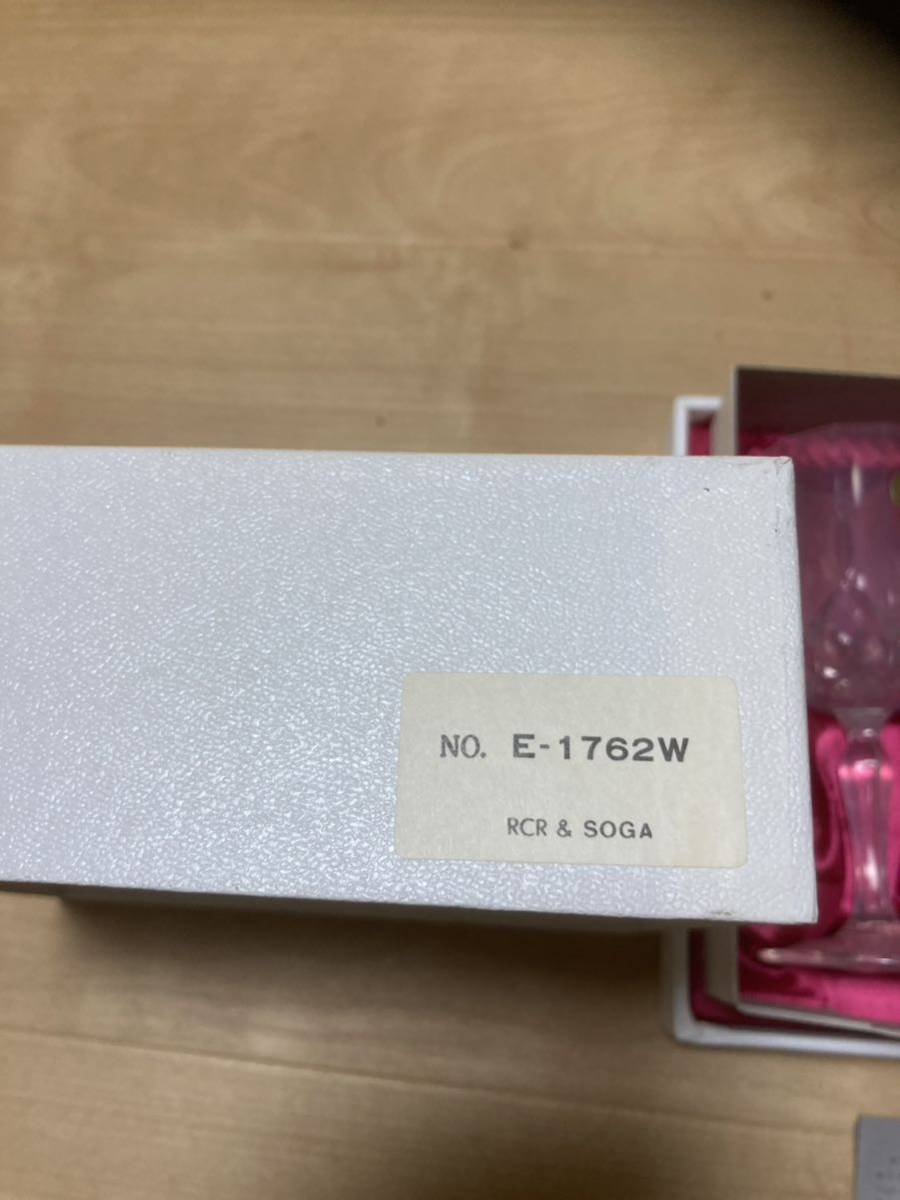 NO. E-1762W
RCR & SOGA